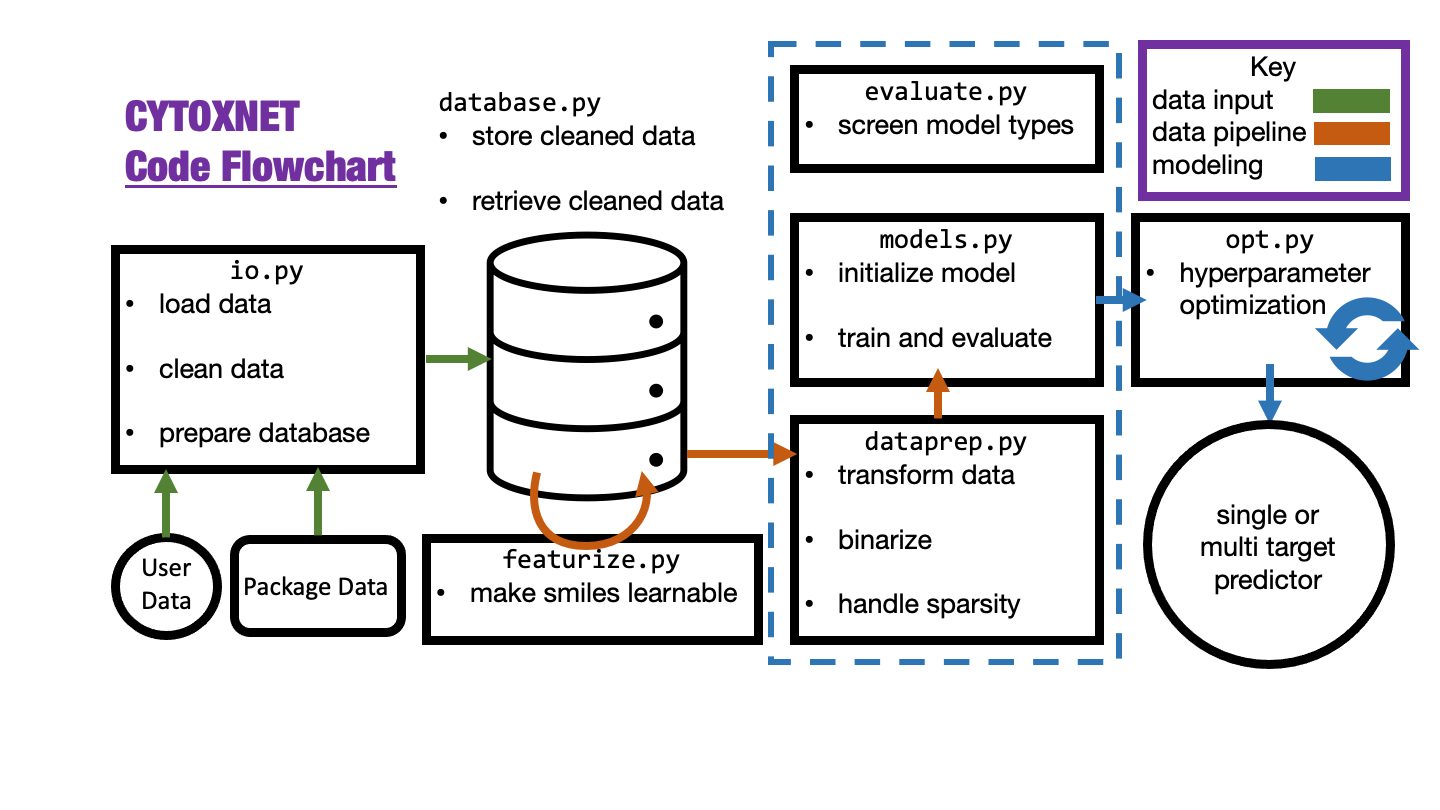 CYTOXNET
Code Flowchart
database.py
• store cleaned data
• retrieve cleaned data
io.py
• load data
• clean data
• prepare database
User
Data
Package Data
featurize.py
• make smiles learnable
evaluate.py
• screen model types
models.py
• initialize model
• train and evaluate
dataprep.py
• transform data
• binarize
• handle sparsity
Key
data input
data pipeline
modeling
opt.py
• hyperparameter
optimization
single or
multi target
predictor